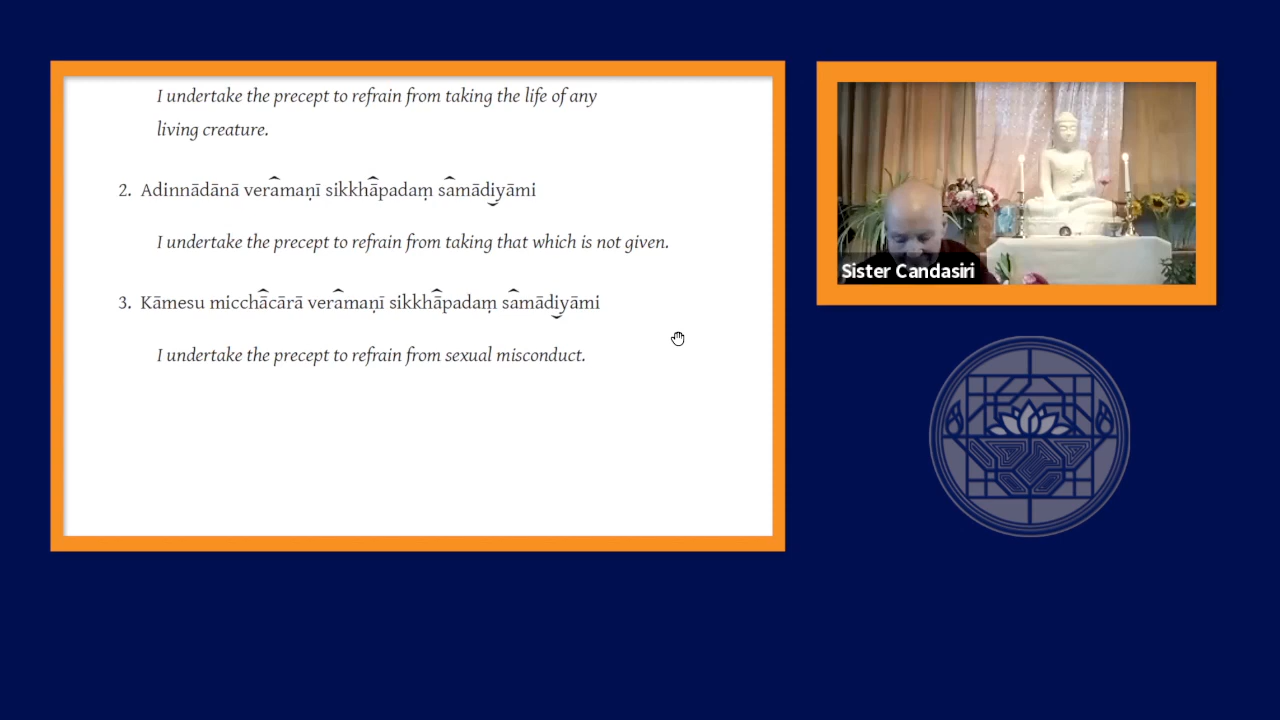 I undertake the precept to refrain from taking the life of any
living creature.
2. Adinnādānā veramaṇī sikkhāpadaṃ samādiyāmi
I undertake the precept to refrain from taking that which is not given.
3. Kāmesu micchācārā veramaṇī sikkhāpadaṃ samādiyāmi
I undertake the precept to refrain from sexual misconduct.
Sister Candasiri